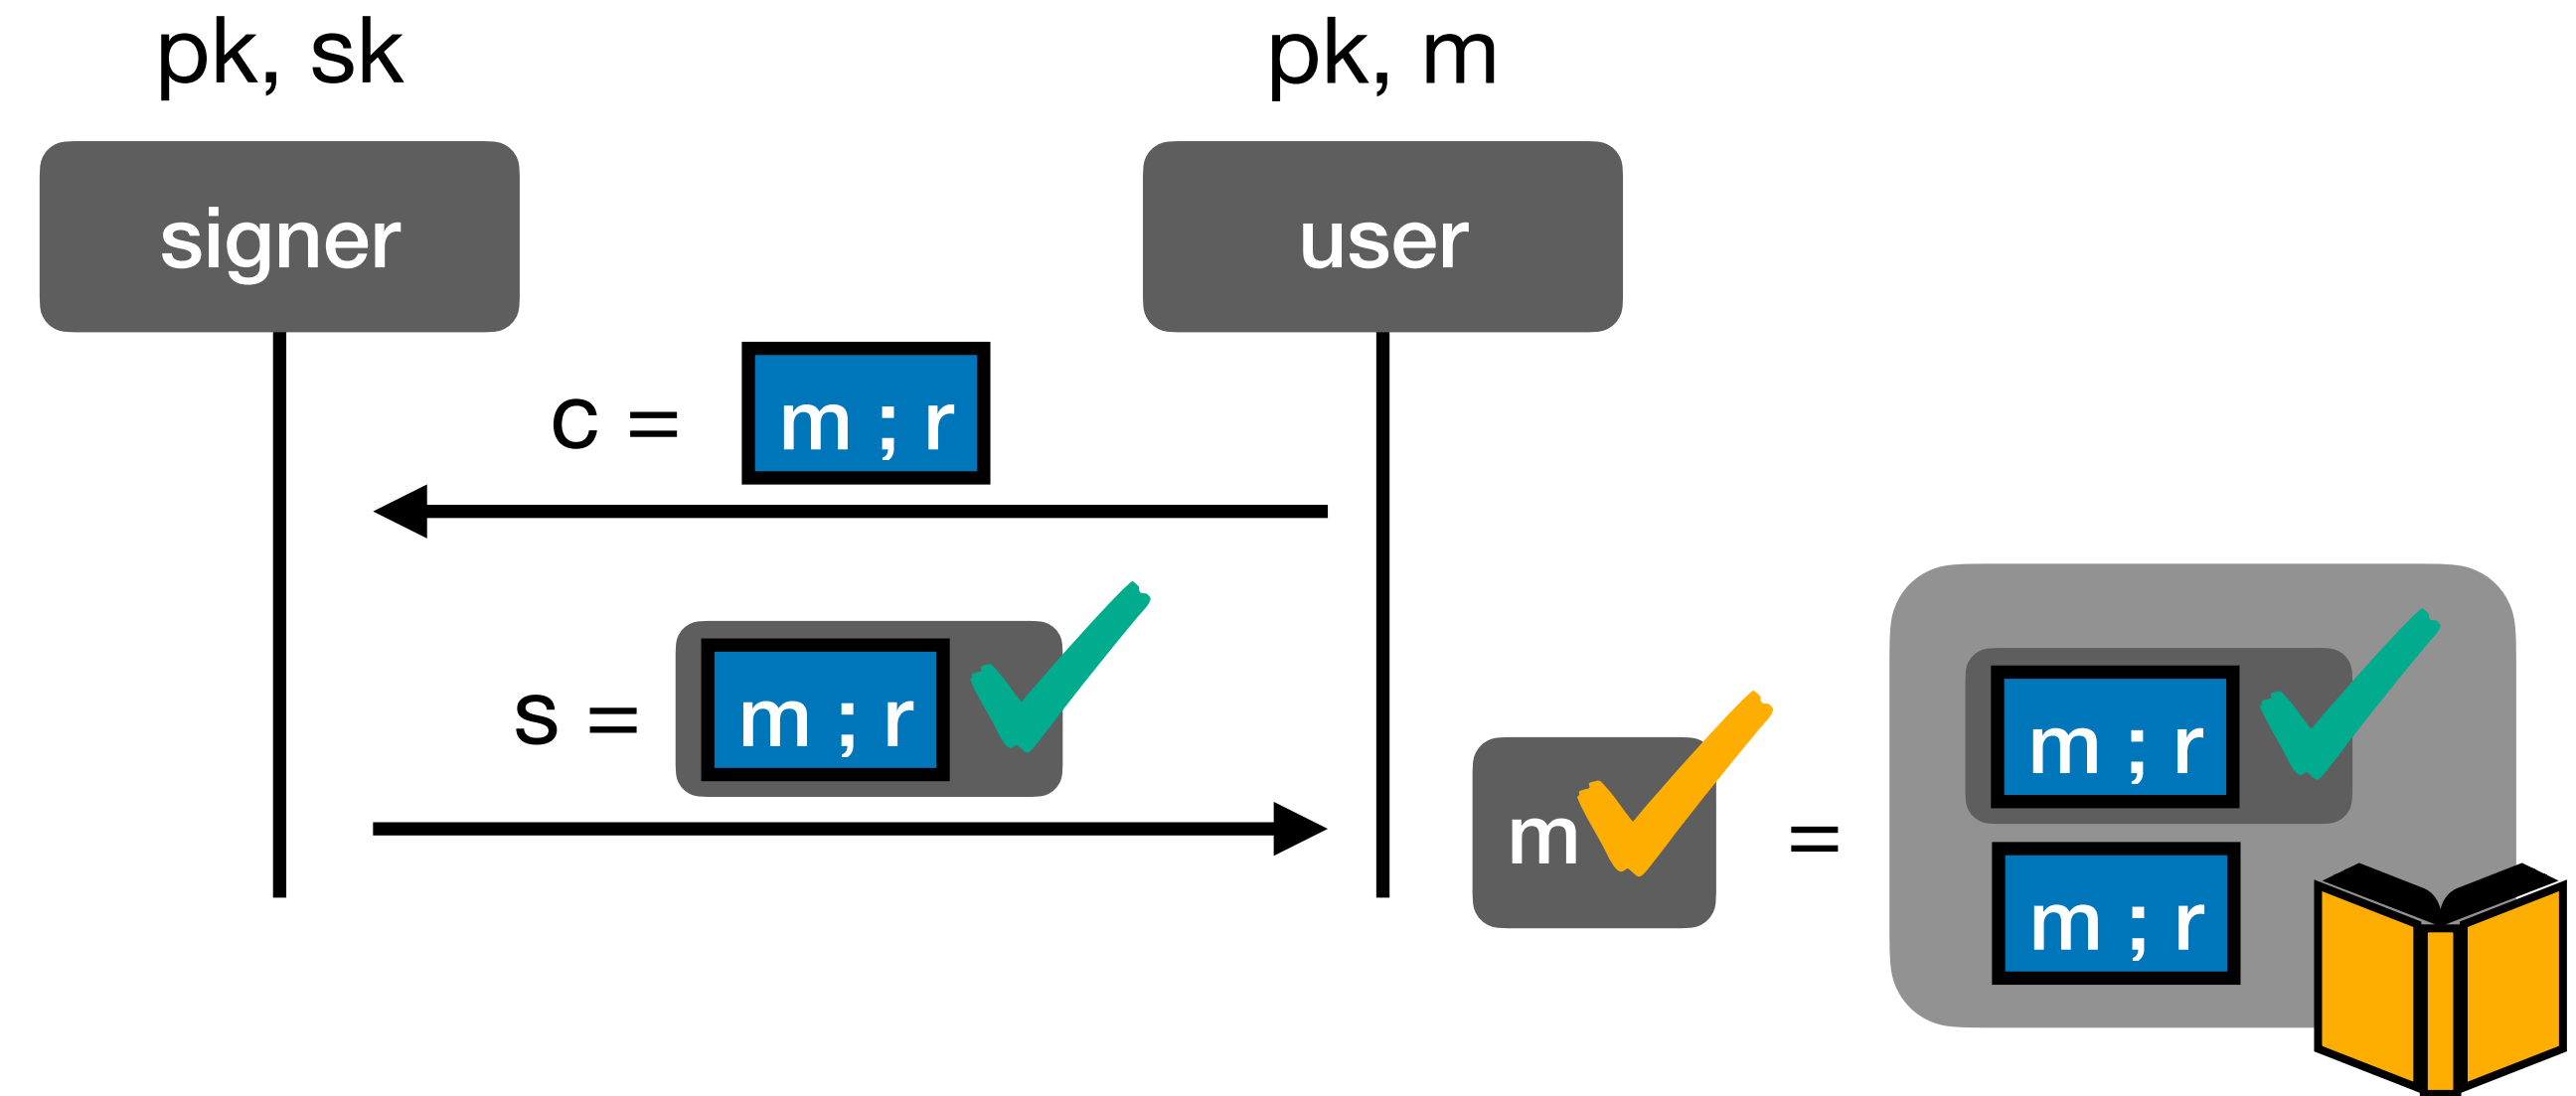 pk, sk
pk, m
signer
user
c = m ; r
s = m ; r
m = m ; r
m ; r